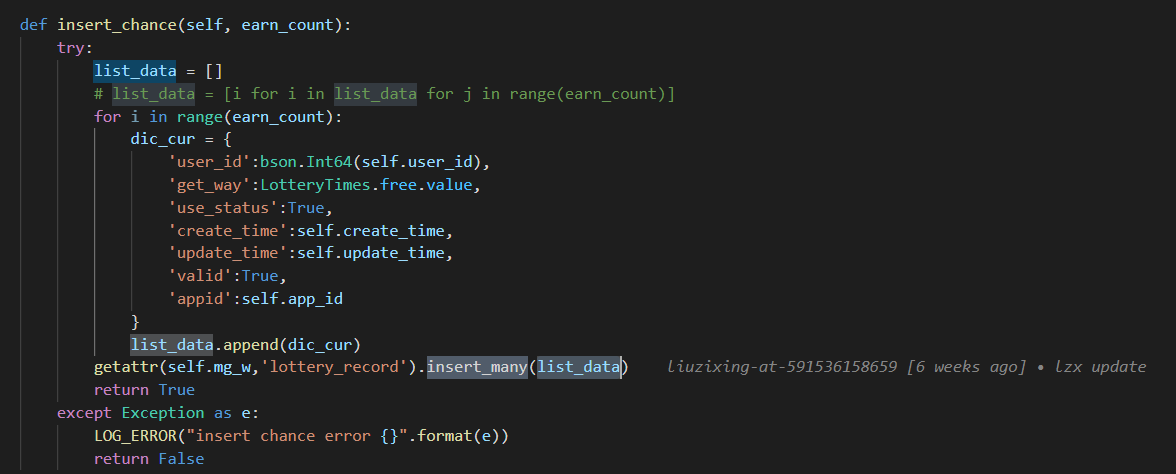 def insert_chance(self, earn_count):
    try:
        list_data = []
        # list_data = [i for i in list_data for j in range(earn_count)]
        for i in range(earn_count):
            dic_cur = {
                'user_id':bson.Int64(self.user_id),
                'get_way':LotteryTimes.free.value,
                'use_status':True,
                'create_time':self.create_time,
                'update_time':self.update_time,
                'valid':True,
                'appid':self.app_id
            }
            list_data.append(dic_cur)
        getattr(self.mg_w,'lottery_record').insert_many(list_data)    liuzixing-at-591536158659 [6 weeks ago] • lzx update
        return True
    except Exception as e:
        LOG_ERROR("insert chance error {}".format(e))
        return False